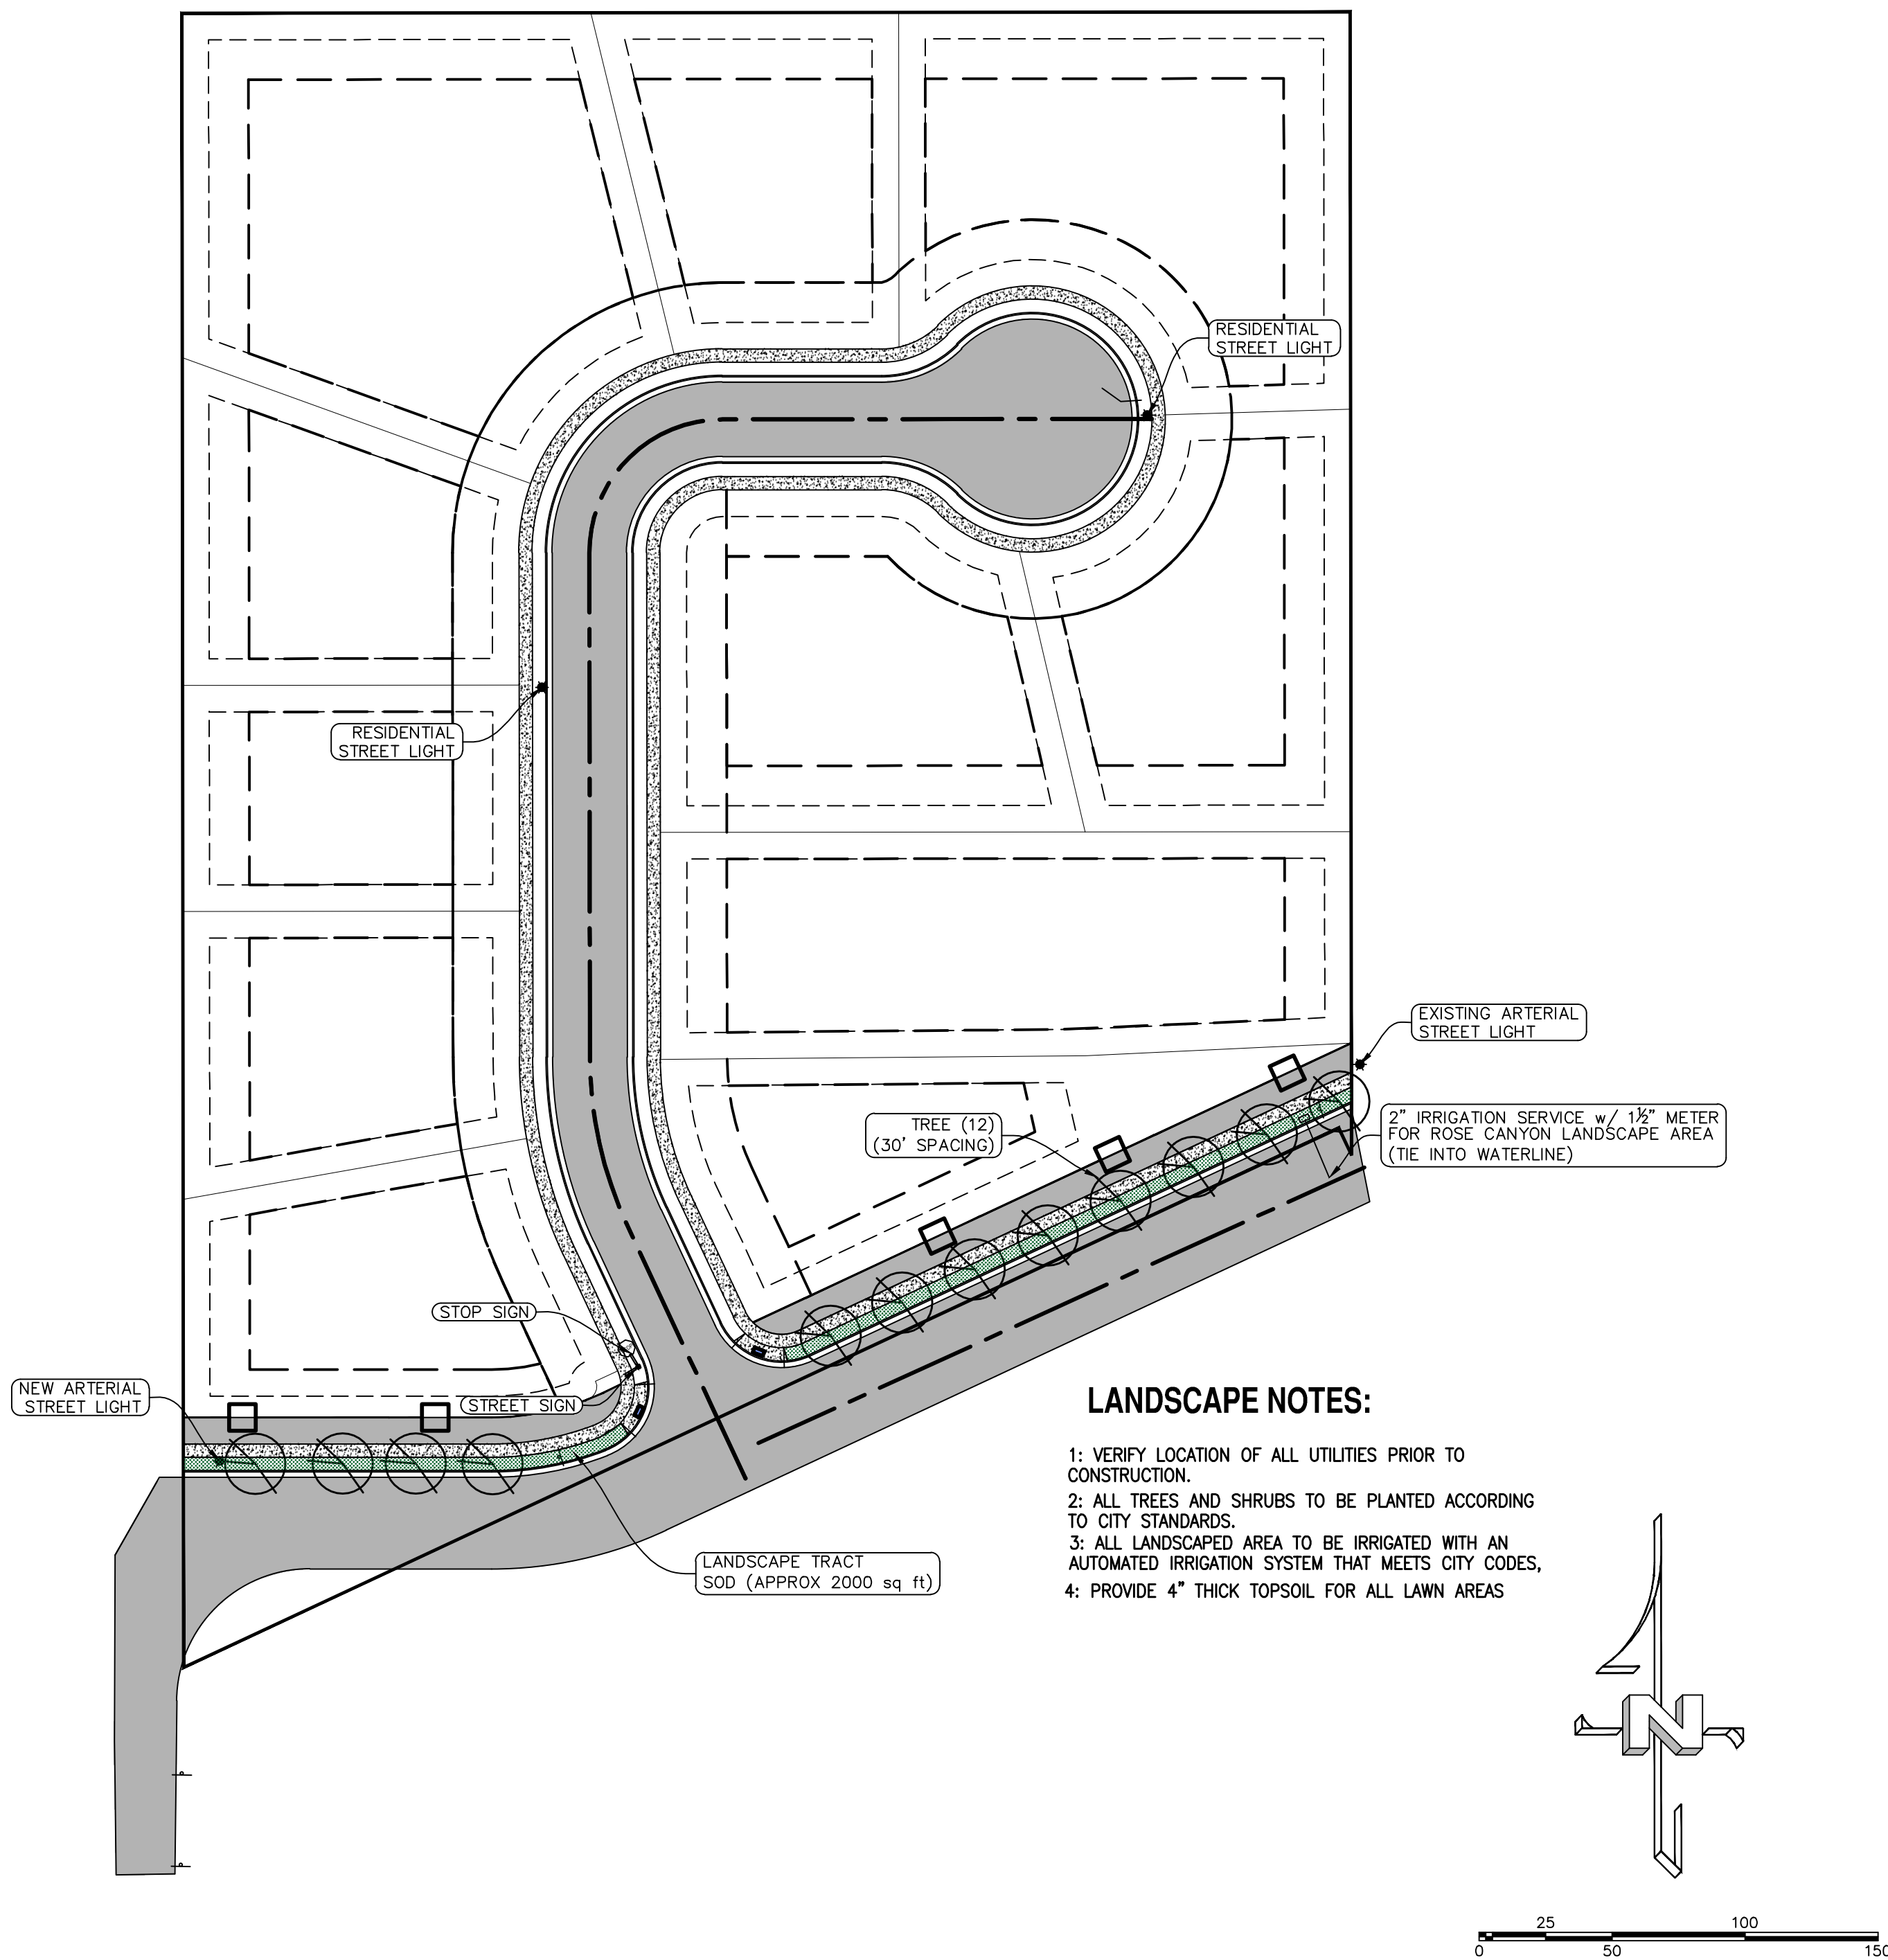 RESIDENTIAL
STREET LIGHT
RESIDENTIAL
STREET LIGHT
EXISTING ARTERIAL
STREET LIGHT
TREE (12)
(30' SPACING)
2" IRRIGATION SERVICE w/ 1½" METER
FOR ROSE CANYON LANDSCAPE AREA
(TIE INTO WATERLINE)
STOP SIGN
NEW ARTERIAL
STREET LIGHT
STREET SIGN
LANDSCAPE TRACT
SOD (APPROX 2000 sq ft)
LANDSCAPE NOTES:
1: VERIFY LOCATION OF ALL UTILITIES PRIOR TO
CONSTRUCTION.
2: ALL TREES AND SHRUBS TO BE PLANTED ACCORDING
TO CITY STANDARDS.
3: ALL LANDSCAPED AREA TO BE IRRIGATED WITH AN
AUTOMATED IRRIGATION SYSTEM THAT MEETS CITY CODES,
4: PROVIDE 4" THICK TOPSOIL FOR ALL LAWN AREAS
N
25 100
0 50 150